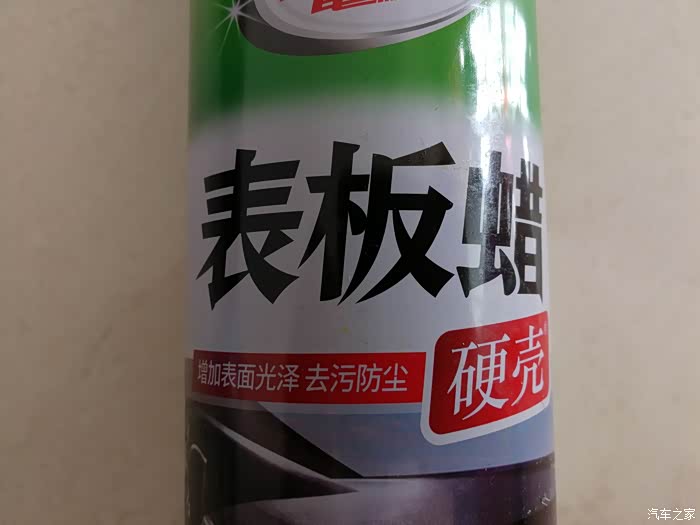 表板蜡
硬壳
增加表面光泽 去污防尘
汽车之家